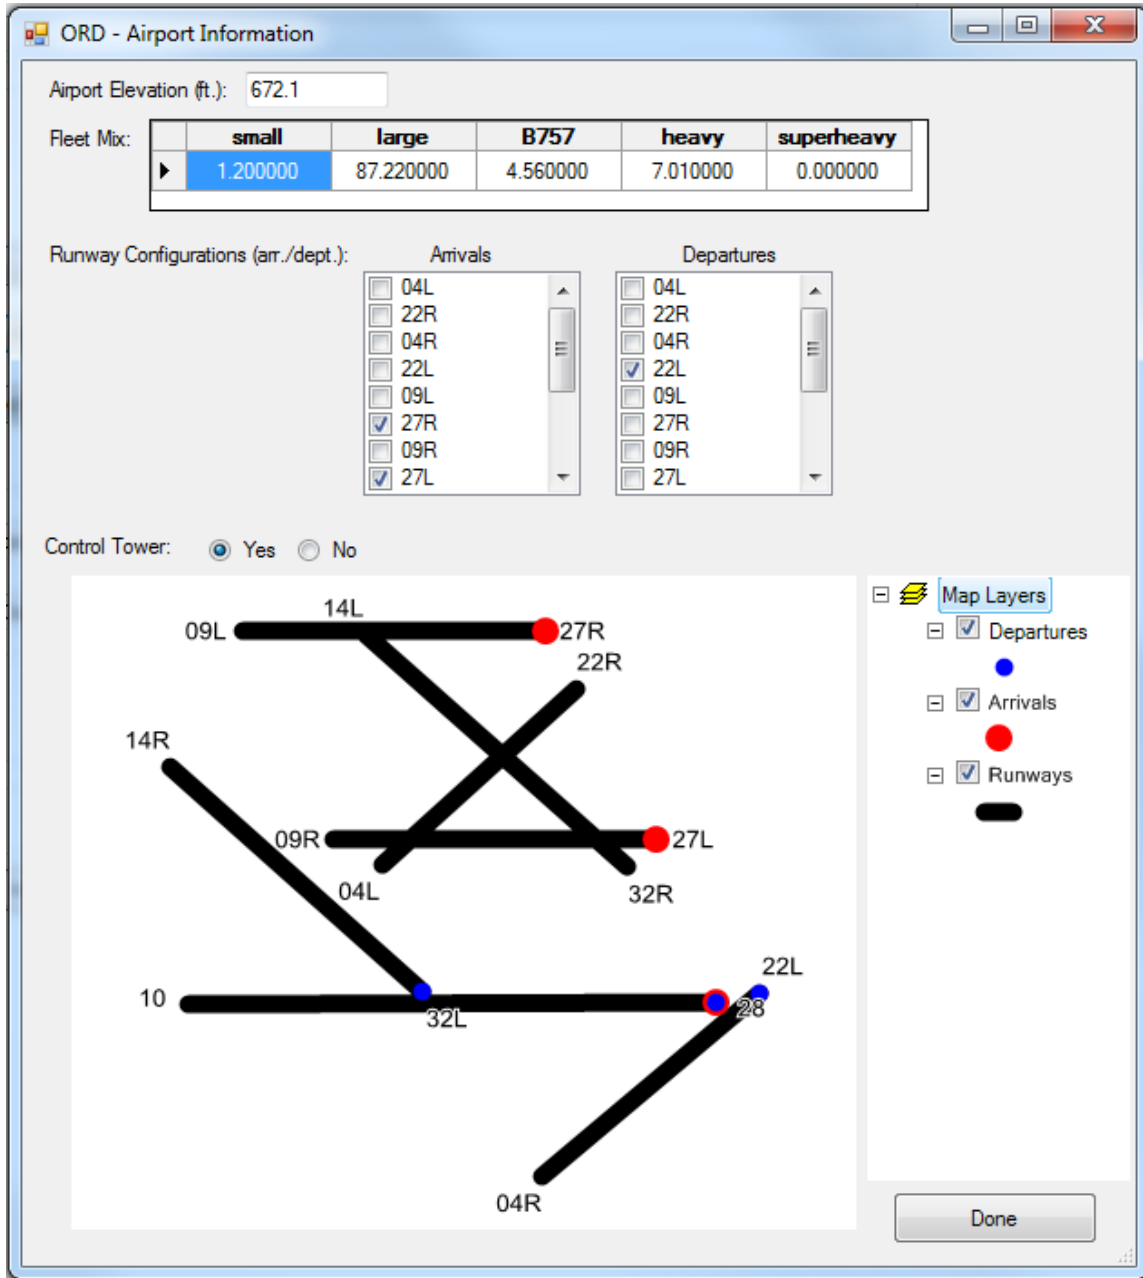 ORD - Airport Information
Airport Elevation (ft.): 672.1
Fleet Mix: small large B757 heavy superheavy
1.200000 87.220000 4.560000 7.010000 0.000000
Runway Configurations (arr./dept.): Arrivals Departures
04L 04L
22R 22R
04R 04R
22L 22L
09L 09L
27R 27R
09R 09R
27L 27L
Control Tower: Yes No
Map Layers
Departures
Arrivals
Runways
14L
09L 27R
22R
14R
09R 27L
04L 32R
22L
10 28
32L
04R
Done